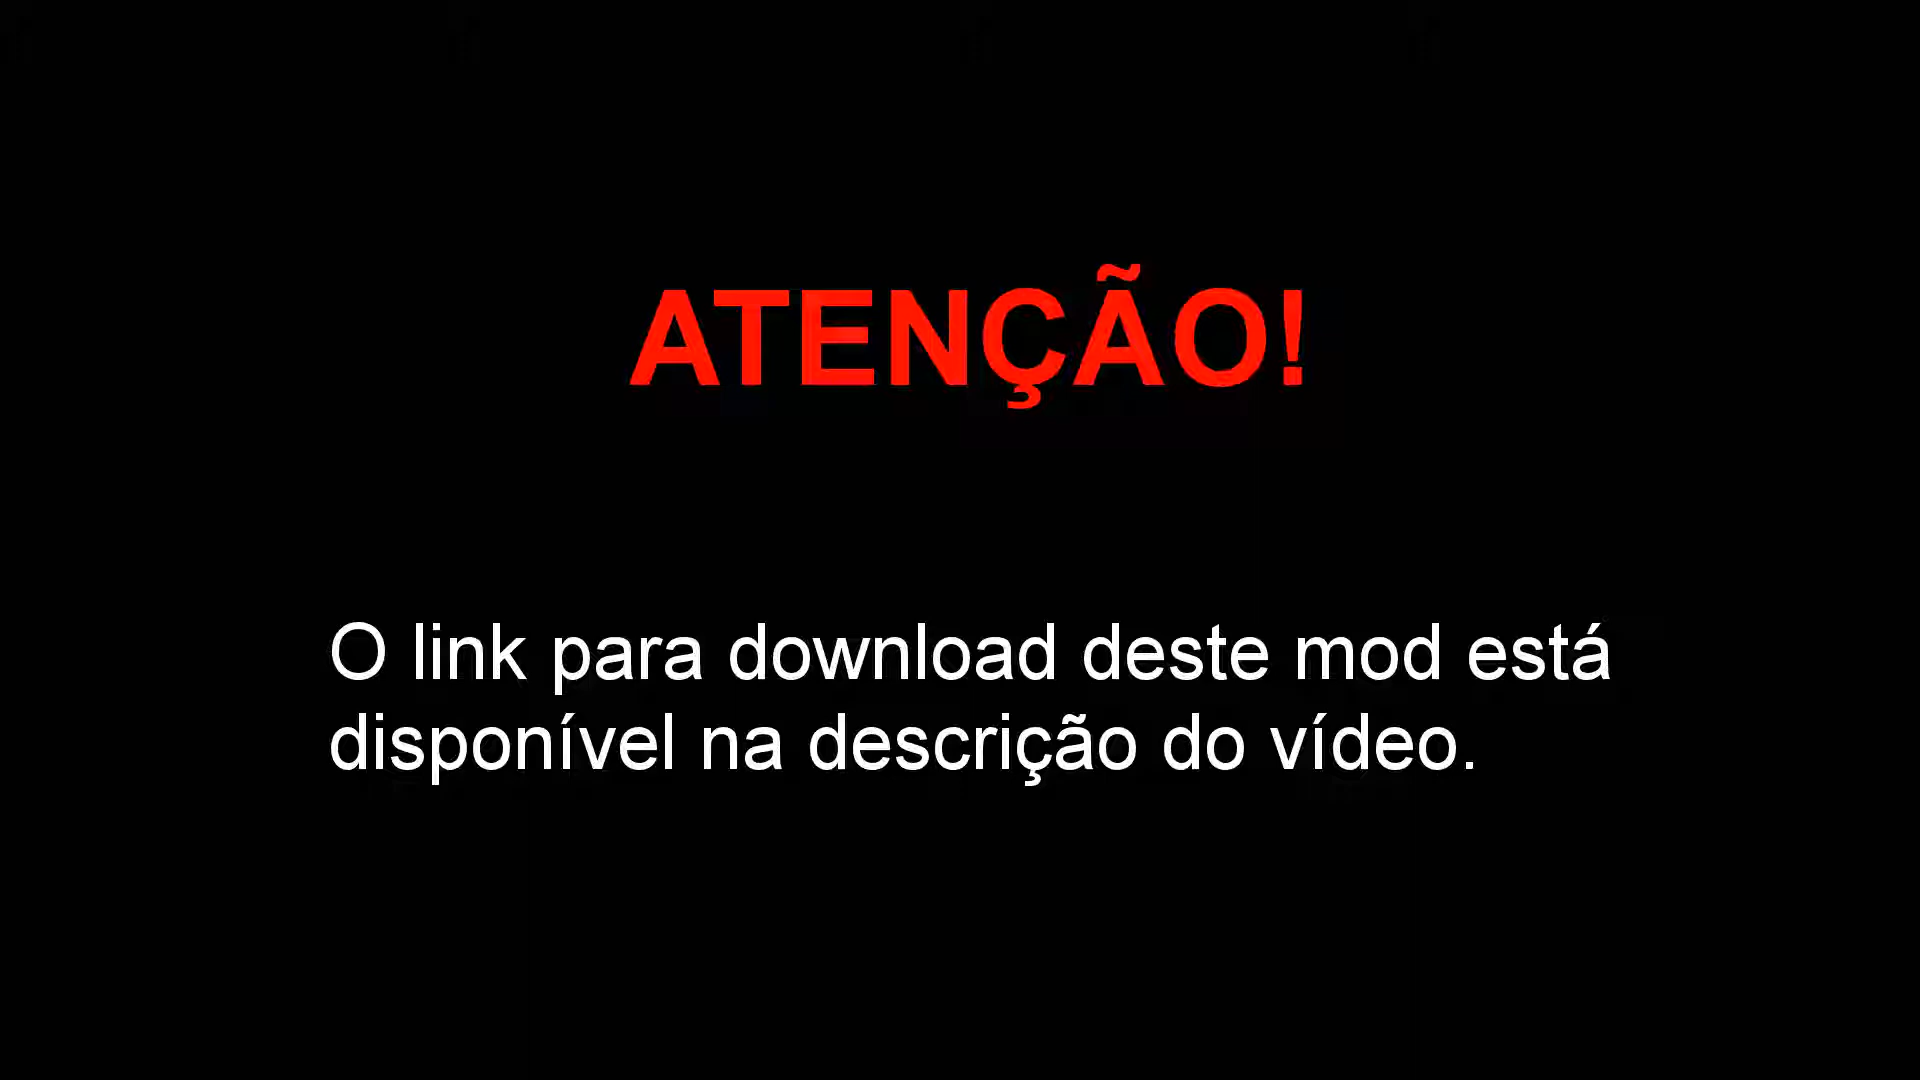 ATENÇÃO!
O link para download deste mod está
disponível na descrição do vídeo.